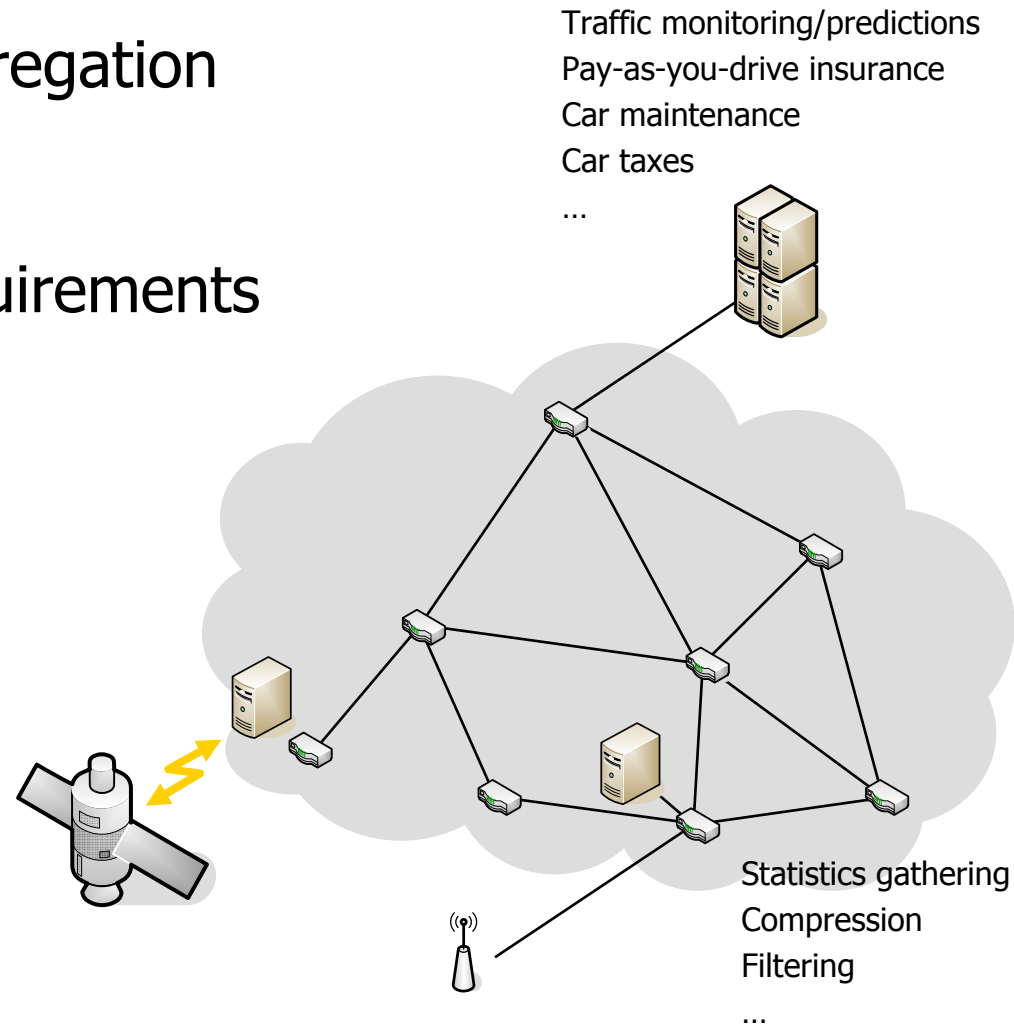 regation
uirements
Traffic monitoring/predictions
Pay-as-you-drive insurance
Car maintenance
Car taxes
…
Statistics gathering
Compression
Filtering
…